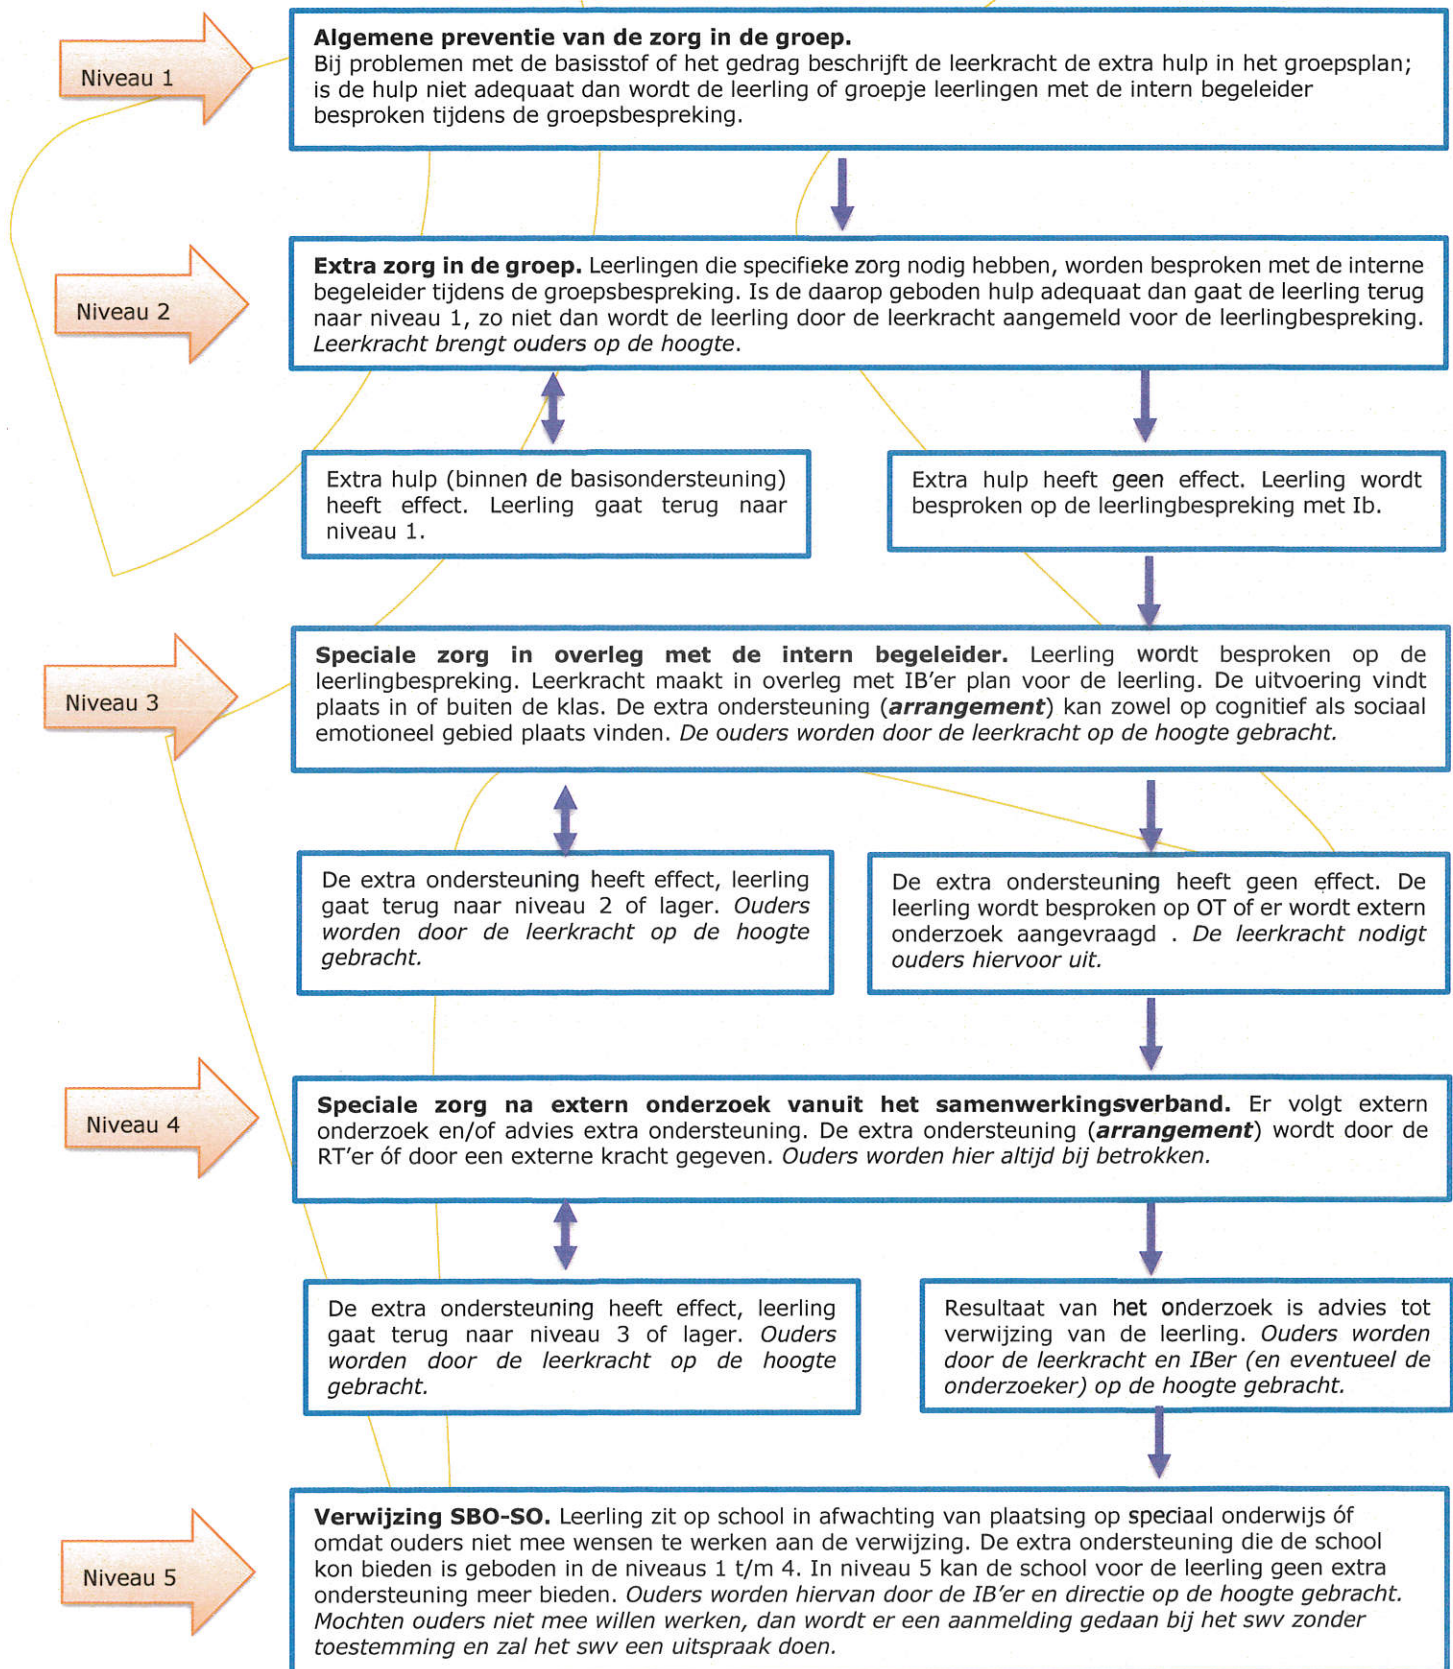 Niveau 1
Algemene preventie van de zorg in de groep.
Bij problemen met de basisstof of het gedrag beschrijft de leerkracht de extra hulp in het groepsplan;
is de hulp niet adequaat dan wordt de leerling of groepje leerlingen met de intern begeleider
besproken tijdens de groepsbespreking.
Niveau 2
Extra zorg in de groep. Leerlingen die specifieke zorg nodig hebben, worden besproken met de interne
begeleider tijdens de groepsbespreking. Is de daarop geboden hulp adequaat dan gaat de leerling terug
naar niveau 1, zo niet dan wordt de leerling door de leerkracht aangemeld voor de leerlingbespreking.
Leerkracht brengt ouders op de hoogte.
Extra hulp (binnen de basisondersteuning)
heeft effect. Leerling gaat terug naar
niveau 1.
Extra hulp heeft geen effect. Leerling wordt
besproken op de leerlingbespreking met Ib.
Niveau 3
Speciale zorg in overleg met de intern begeleider. Leerling wordt besproken op de
leerlingbespreking. Leerkracht maakt in overleg met IB'er plan voor de leerling. De uitvoering vindt
plaats in of buiten de klas. De extra ondersteuning (arrangement) kan zowel op cognitief als sociaal
emotioneel gebied plaats vinden. De ouders worden door de leerkracht op de hoogte gebracht.
De extra ondersteuning heeft effect, leerling
gaat terug naar niveau 2 of lager. Ouders
worden door de leerkracht op de hoogte
gebracht.
De extra ondersteuning heeft geen effect. De
leerling wordt besproken op OT of er wordt extern
onderzoek aangevraagd . De leerkracht nodigt
ouders hiervoor uit.
Niveau 4
Speciale zorg na extern onderzoek vanuit het samenwerkingsverband. Er volgt extern
onderzoek en/of advies extra ondersteuning. De extra ondersteuning (arrangement) wordt door de
RT'er óf door een externe kracht gegeven. Ouders worden hier altijd bij betrokken.
De extra ondersteuning heeft effect, leerling
gaat terug naar niveau 3 of lager. Ouders
worden door de leerkracht op de hoogte
gebracht.
Resultaat van het onderzoek is advies tot
verwijzing van de leerling. Ouders worden
door de leerkracht en IBer (en eventueel de
onderzoeker) op de hoogte gebracht.
Niveau 5
Verwijzing SBO-SO. Leerling zit op school in afwachting van plaatsing op speciaal onderwijs óf
omdat ouders niet mee wensen te werken aan de verwijzing. De extra ondersteuning die de school
kon bieden is geboden in de niveaus 1 t/m 4. In niveau 5 kan de school voor de leerling geen extra
ondersteuning meer bieden. Ouders worden hiervan door de IB'er en directie op de hoogte gebracht.
Mochten ouders niet mee willen werken, dan wordt er een aanmelding gedaan bij het swv zonder
toestemming en zal het swv een uitspraak doen.